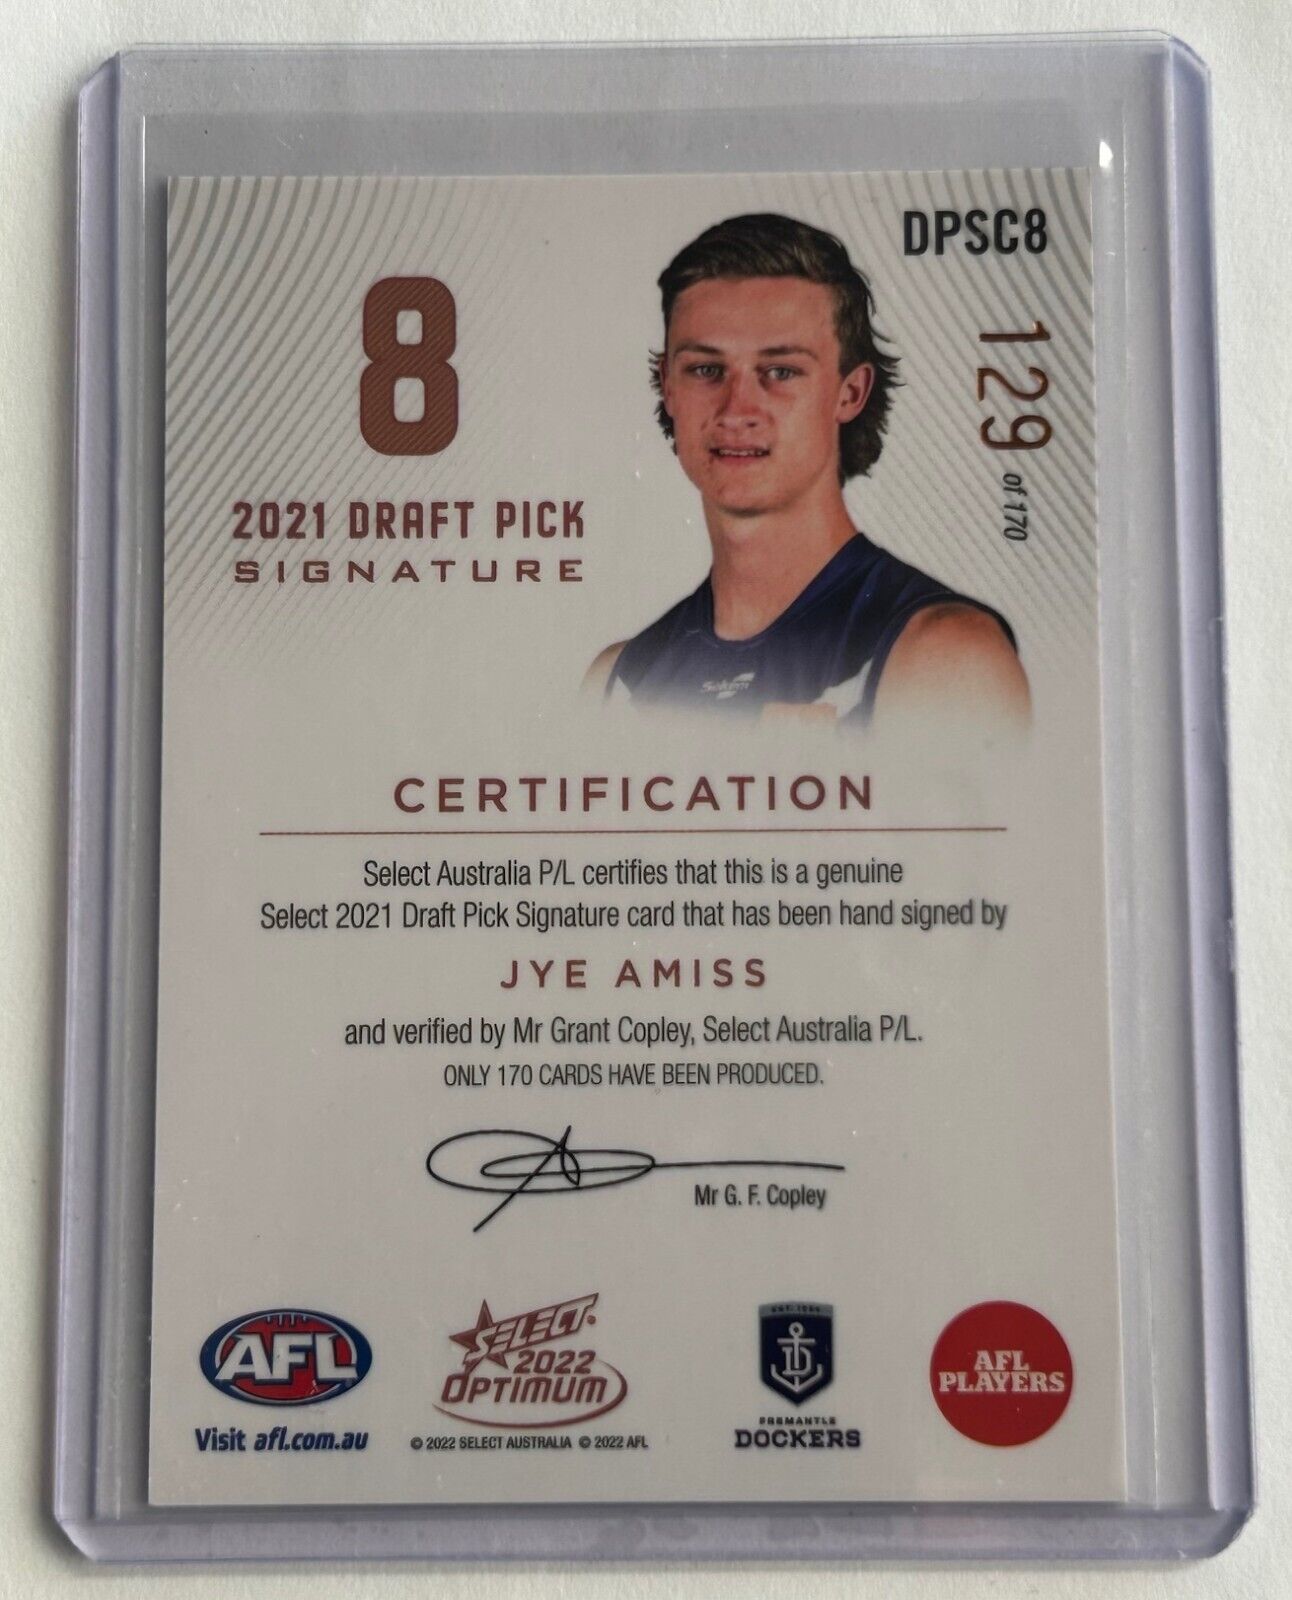 DPSC8
129 of 170
8
2021 DRAFT PICK
SIGNATURE
Select
CERTIFICATION
Select Australia P/L certifies that this is a genuine
Select 2021 Draft Pick Signature card that has been hand signed by
JYE AMISS
and verified by Mr Grant Copley, Select Australia P/L.
ONLY 170 CARDS HAVE BEEN PRODUCED.
Mr G. F. Copley
AFL
Visit afl.com.au
SELECT.
2022
OPTIMUM
© 2022 SELECT AUSTRALIA © 2022 AFL
FREMANTLE
DOCKERS
AFL
PLAYERS